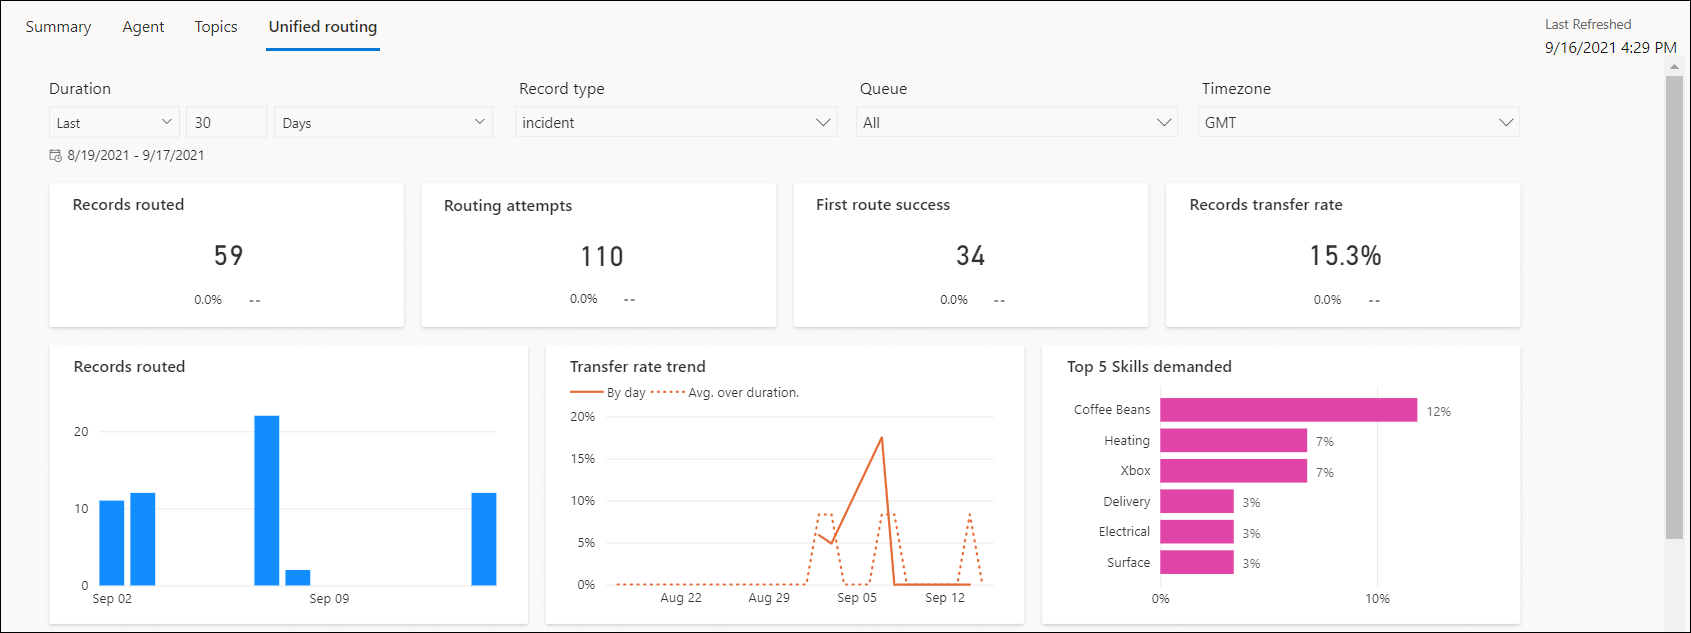 Summary Agent Topics Unified routing
Last Refreshed
9/16/2021 4:29 PM
Duration Record type Queue Timezone
Last 30 Days incident All GMT
8/19/2021 - 9/17/2021
Records routed
59
0.0% --
Routing attempts
110
0.0% --
First route success
34
0.0% --
Records transfer rate
15.3%
0.0% --
Records routed
20
10
0
Sep 02 Sep 09
Transfer rate trend
By day Avg. over duration.
20%
15%
10%
5%
0%
Aug 22 Aug 29 Sep 05 Sep 12
Top 5 Skills demanded
Coffee Beans 12%
Heating 7%
Xbox 7%
Delivery 3%
Electrical 3%
Surface 3%
0% 10%